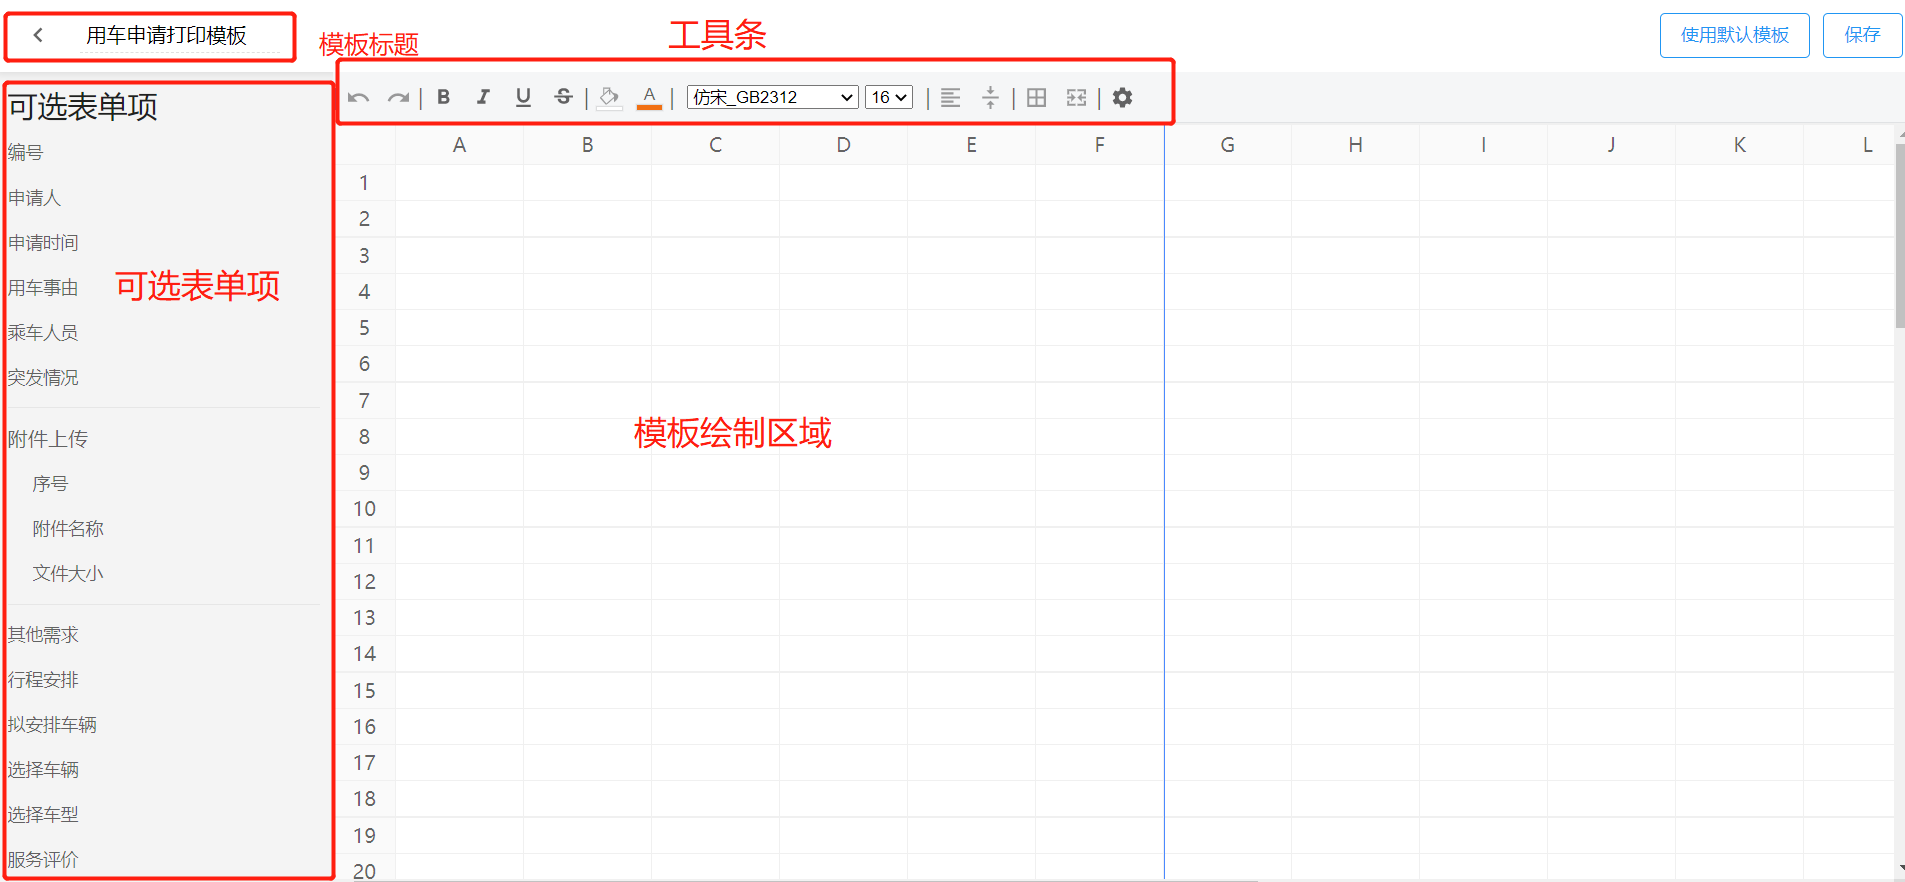 用车申请打印模板
模板标题
工具条
使用默认模板
保存
可选表单项
B I U S A 仿宋_GB2312 16
A B C D E F G H I J K L
编号
申请人
申请时间
用车事由
可选表单项
乘车人员
突发情况
附件上传
序号
附件名称
文件大小
其他需求
行程安排
拟安排车辆
选择车辆
选择车型
服务评价
1
2
3
4
5
6
7
模板绘制区域
8
9
10
11
12
13
14
15
16
17
18
19
20